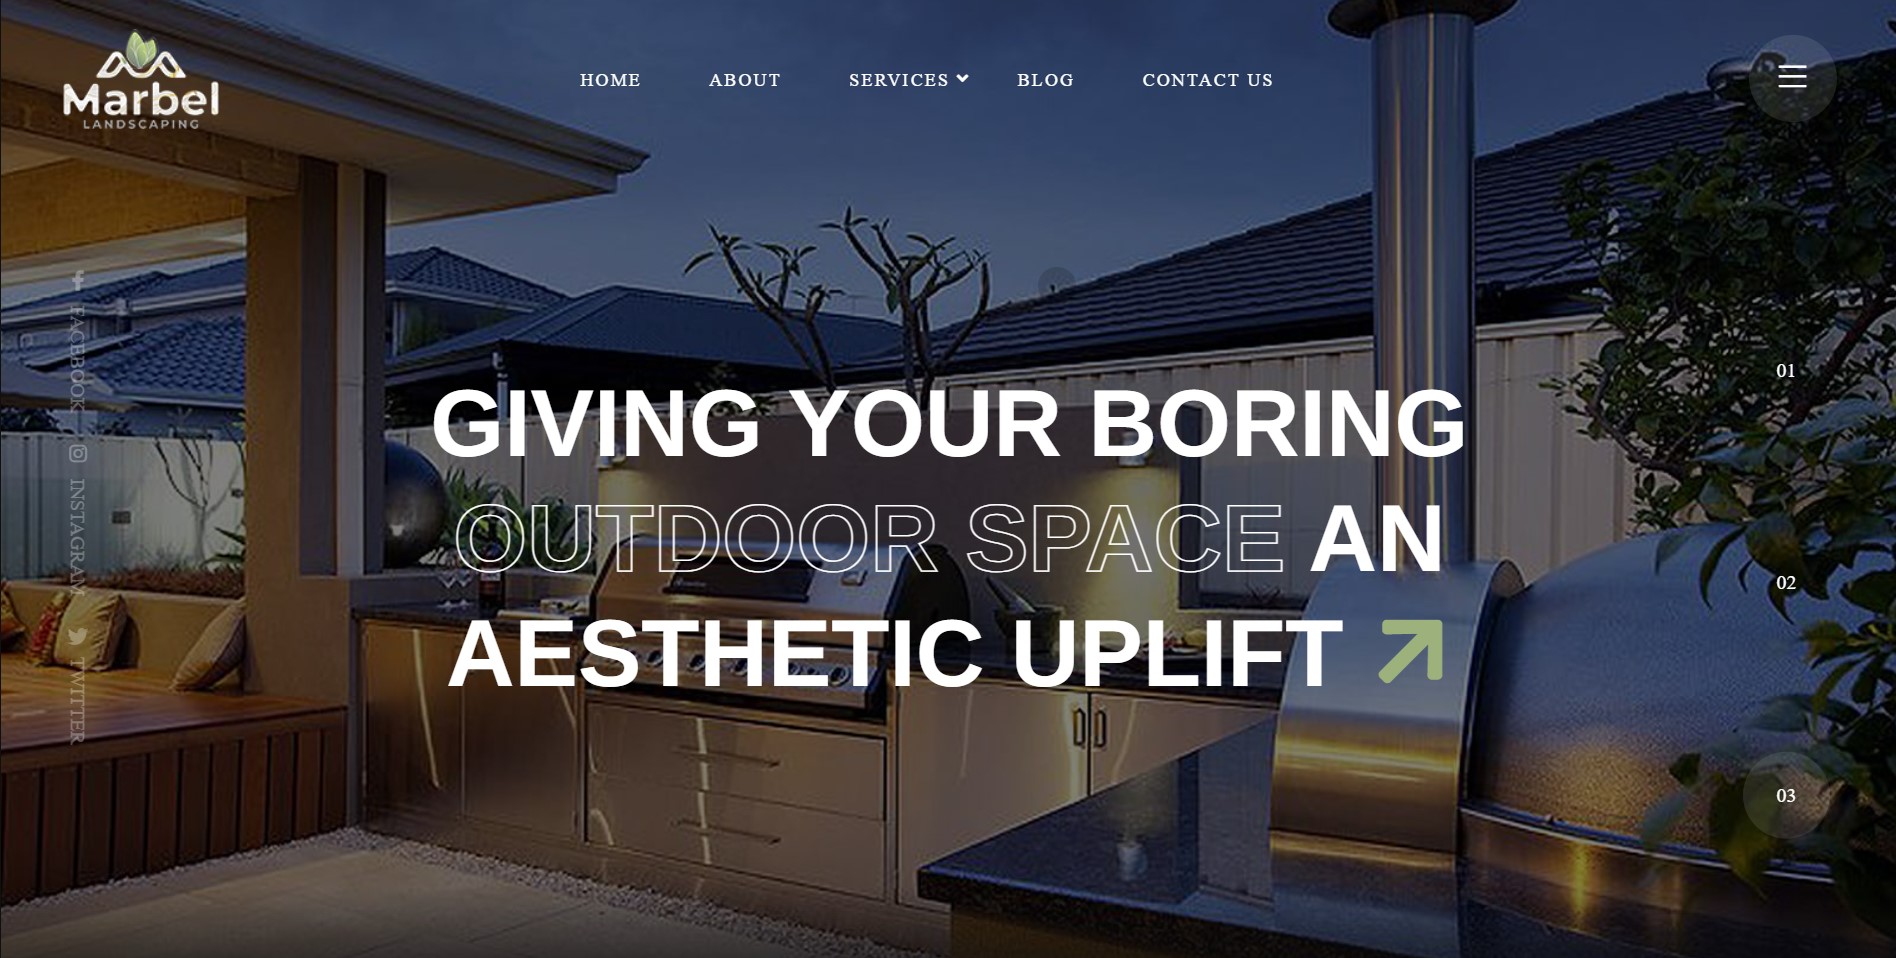 Marbel
LANDSCAPING
HOME
ABOUT
SERVICES
BLOG
CONTACT US
FACEBOOK
INSTAGRAM
TWITTER
GIVING YOUR BORING
OUTDOOR SPACE AN
AESTHETIC UPLIFT
01
02
03